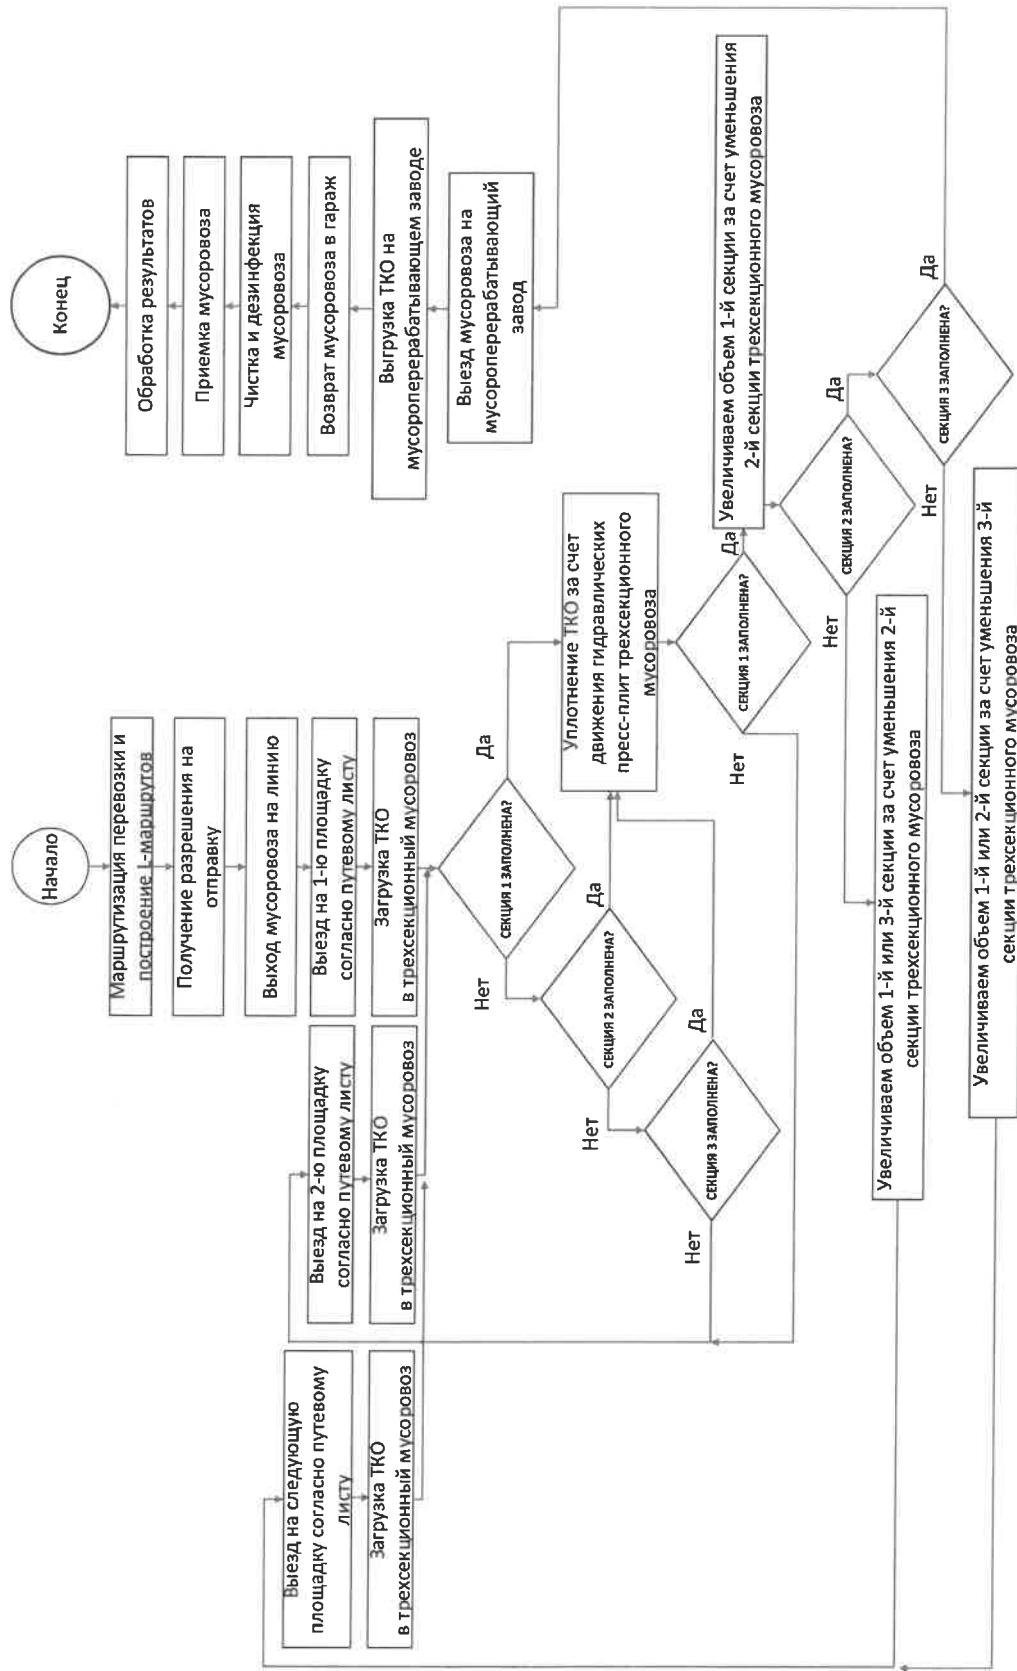 Начало
Маршрутизация перевозки и
построение L-маршрутов
Получение разрешения на
отправку
Выход мусоровоза на линию
Выезд на 1-ю площадку
согласно путевому листу
Загрузка ТКО
в трехсекционный мусоровоз
Выезд на 2-ю площадку
согласно путевому листу
Загрузка ТКО
в трехсекционный мусоровоз
Выезд на следующую
площадку согласно путевому
листу
Загрузка ТКО
в трехсекционный мусоровоз
СЕКЦИЯ 1 ЗАПОЛНЕНА?
Да
Нет
СЕКЦИЯ 2 ЗАПОЛНЕНА?
Да
Нет
СЕКЦИЯ 3 ЗАПОЛНЕНА?
Да
Нет
Уплотнение ТКО за счет
движения гидравлических
пресс-плит трехсекционного
мусоровоза
СЕКЦИЯ 1 ЗАПОЛНЕНА?
Да
Нет
Увеличиваем объем 1-й секции за счет уменьшения
2-й секции трехсекционного мусоровоза
СЕКЦИЯ 2 ЗАПОЛНЕНА?
Да
Нет
Увеличиваем объем 1-й или 3-й секции за счет уменьшения 2-й
секции трехсекционного мусоровоза
СЕКЦИЯ 3 ЗАПОЛНЕНА?
Да
Нет
Увеличиваем объем 1-й или 2-й секции за счет уменьшения 3-й
секции трехсекционного мусоровоза
Выезд мусоровоза на
мусороперерабатывающий
завод
Выгрузка ТКО на
мусороперерабатывающем заводе
Возврат мусоровоза в гараж
Чистка и дезинфекция
мусоровоза
Приемка мусоровоза
Обработка результатов
Конец